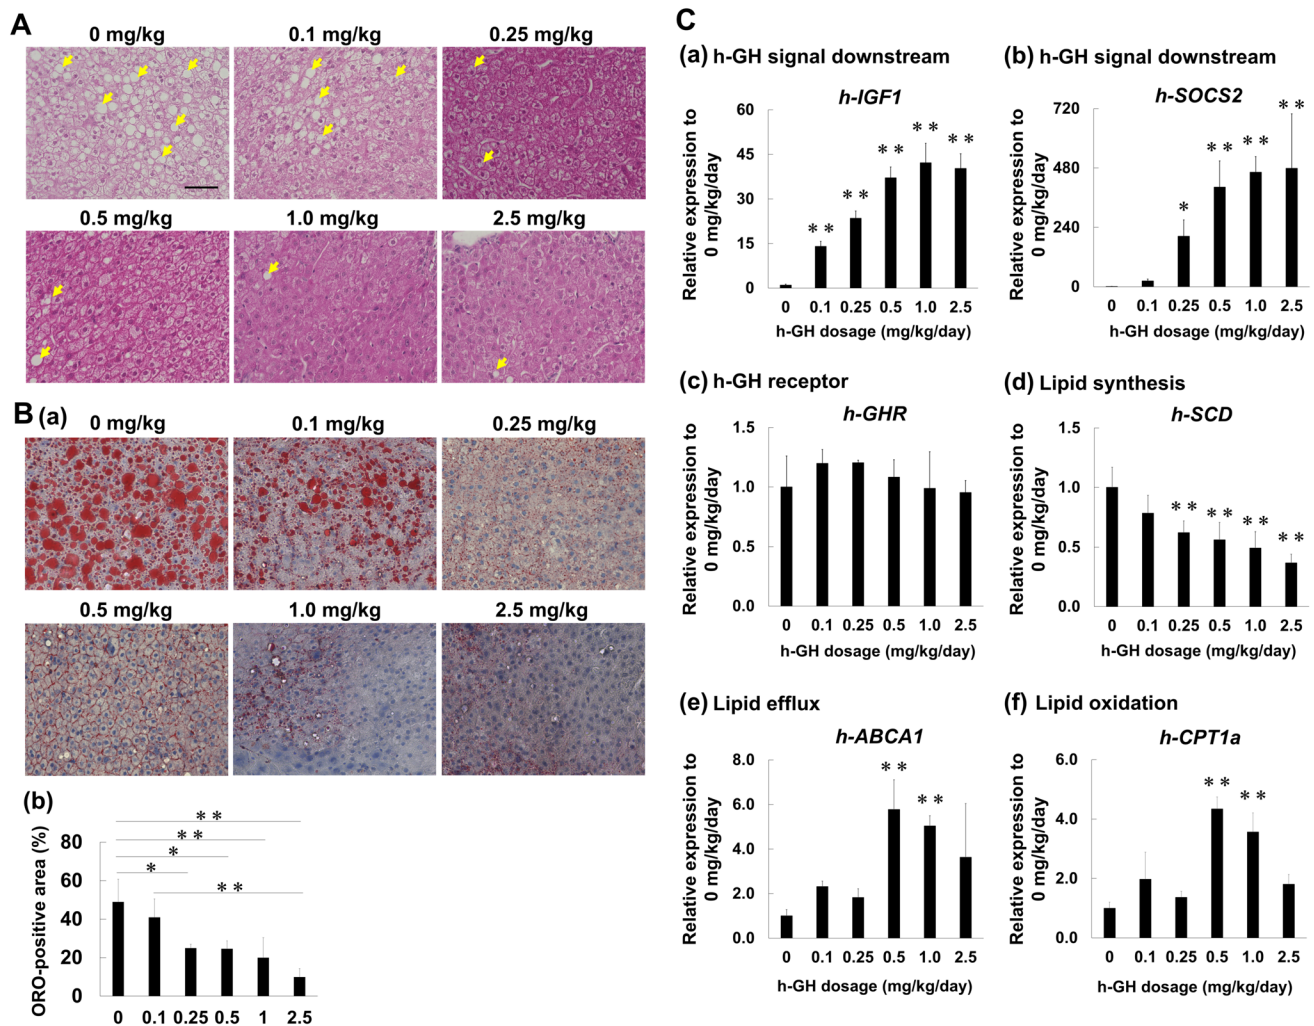 A
0 mg/kg
0.1 mg/kg
0.25 mg/kg
0.5 mg/kg
1.0 mg/kg
2.5 mg/kg
B (a)
0 mg/kg
0.1 mg/kg
0.25 mg/kg
0.5 mg/kg
1.0 mg/kg
2.5 mg/kg
(b)
ORO-positive area (%)
80
60
40
20
0
* *
* *
*
*
* *
0 0.1 0.25 0.5 1 2.5
C
(a) h-GH signal downstream
h-IGF1
Relative expression to
0 mg/kg/day
60
45
30
15
0
* *
* *
* *
* *
* *
0 0.1 0.25 0.5 1.0 2.5
h-GH dosage (mg/kg/day)
(b) h-GH signal downstream
h-SOCS2
Relative expression to
0 mg/kg/day
720
480
240
0
*
* *
* *
* *
0 0.1 0.25 0.5 1.0 2.5
h-GH dosage (mg/kg/day)
(c) h-GH receptor
h-GHR
Relative expression to
0 mg/kg/day
1.5
1.0
0.5
0.0
0 0.1 0.25 0.5 1.0 2.5
h-GH dosage (mg/kg/day)
(d) Lipid synthesis
h-SCD
Relative expression to
0 mg/kg/day
1.5
1.0
0.5
0.0
* *
* *
* *
* *
0 0.1 0.25 0.5 1.0 2.5
h-GH dosage (mg/kg/day)
(e) Lipid efflux
h-ABCA1
Relative expression to
0 mg/kg/day
8.0
6.0
4.0
2.0
0.0
* *
* *
0 0.1 0.25 0.5 1.0 2.5
h-GH dosage (mg/kg/day)
(f) Lipid oxidation
h-CPT1a
Relative expression to
0 mg/kg/day
6.0
4.0
2.0
0.0
* *
* *
0 0.1 0.25 0.5 1.0 2.5
h-GH dosage (mg/kg/day)